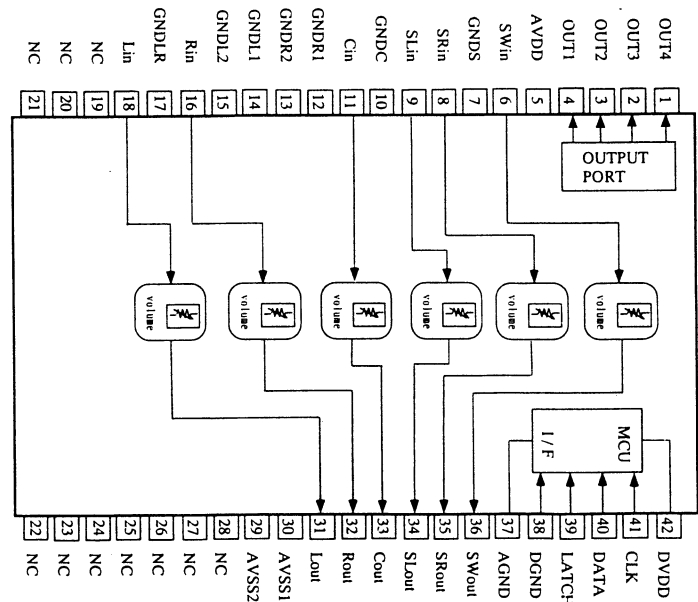 OUT4
OUT3
OUT2
OUT1
AVDD
SWin
GNDS
SRin
SLin
GNDC
Cin
GNDR1
GNDR2
GNDL1
GNDL2
Rin
GNDLR
Lin
NC
NC
NC
1
2
3
4
5
6
7
8
9
10
11
12
13
14
15
16
17
18
19
20
21
OUTPUT
PORT
volume
volume
volume
volume
volume
volume
MCU
I/F
42
41
40
39
38
37
36
35
34
33
32
31
30
29
28
27
26
25
24
23
22
DVDD
CLK
DATA
LATCH
DGND
AGND
SWout
SRout
SLout
Cout
Rout
Lout
AVSS1
AVSS2
NC
NC
NC
NC
NC
NC
NC